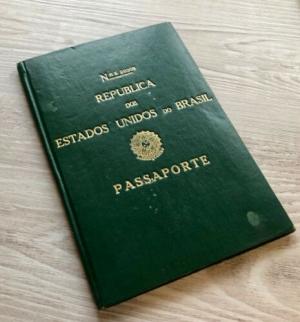 REPUBLICA
DOS
ESTADOS UNIDOS DO BRASIL
PASSAPORTE